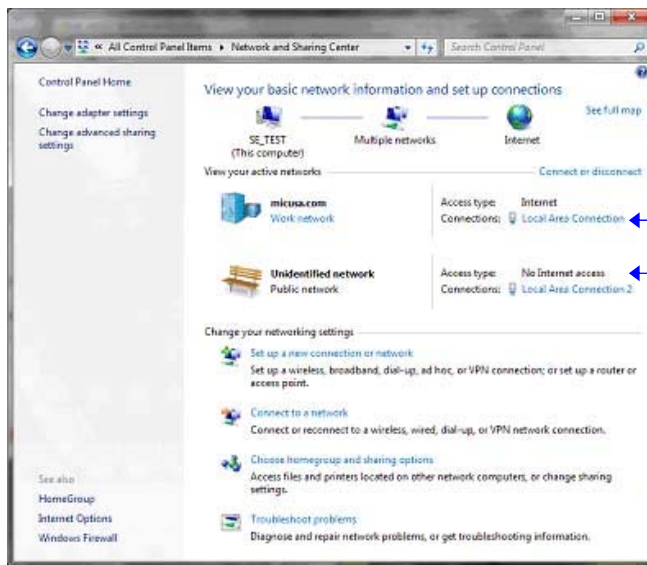 « All Control Panel Items ▸ Network and Sharing Center
Search Control Panel
Control Panel Home
Change adapter settings
Change advanced sharing
settings
See also
HomeGroup
Internet Options
Windows Firewall
View your basic network information and set up connections
See full map
SE_TEST
(This computer)
Multiple networks
Internet
View your active networks
Connect or disconnect
micusa.com
Work network
Access type: Internet
Connections: Local Area Connection
Unidentified network
Public network
Access type: No Internet access
Connections: Local Area Connection 2
Change your networking settings
Set up a new connection or network
Set up a wireless, broadband, dial-up, ad hoc, or VPN connection; or set up a router or
access point.
Connect to a network
Connect or reconnect to a wireless, wired, dial-up, or VPN network connection.
Choose homegroup and sharing options
Access files and printers located on other network computers, or change sharing
settings.
Troubleshoot problems
Diagnose and repair network problems, or get troubleshooting information.